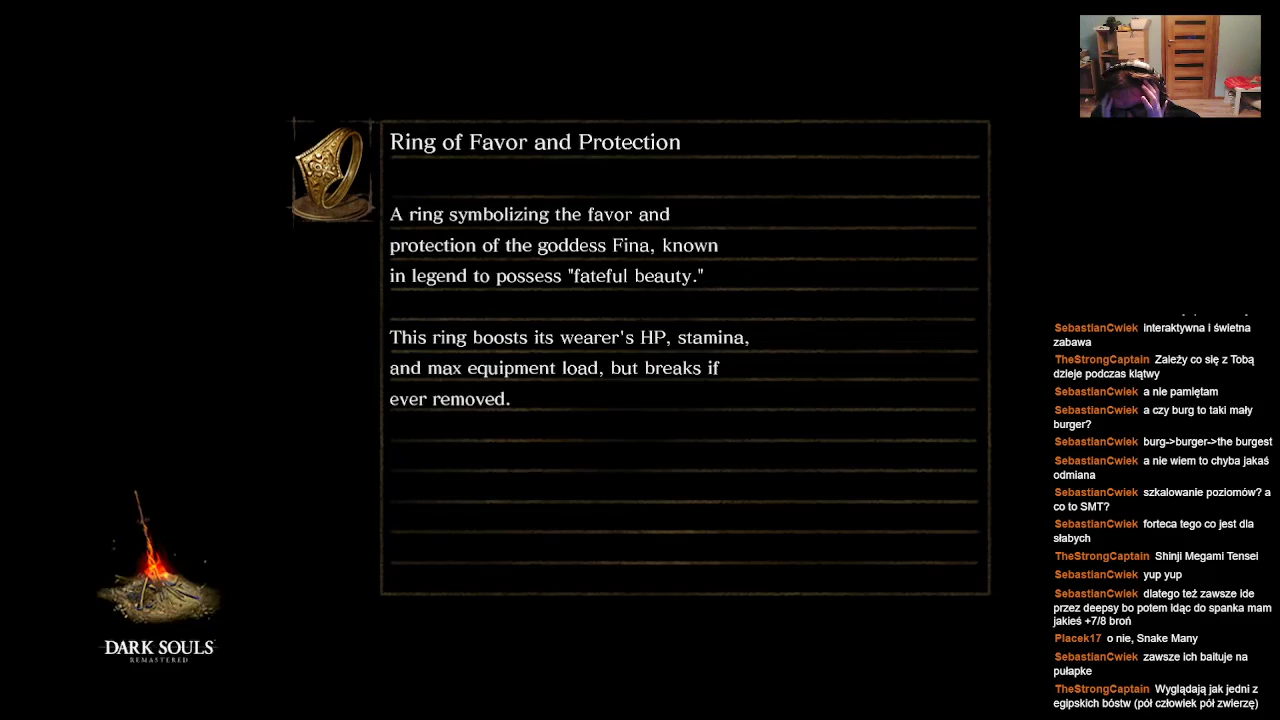 Ring of Favor and Protection
A ring symbolizing the favor and
protection of the goddess Fina, known
in legend to possess "fateful beauty."
This ring boosts its wearer's HP, stamina,
and max equipment load, but breaks if
ever removed.
DARK SOULS
REMASTERED
SebastianCwiek interaktywna i świetna
zabawa
TheStrongCaptain Zależy co się z Tobą
dzieje podczas klątwy
SebastianCwiek a nie pamiętam
SebastianCwiek a czy burg to taki mały
burger?
SebastianCwiek burg->burger->the burgest
SebastianCwiek a nie wiem to chyba jakaś
odmiana
SebastianCwiek szkalowanie poziomów? a
co to SMT?
SebastianCwiek forteca tego co jest dla
słabych
TheStrongCaptain Shinji Megami Tensei
SebastianCwiek yup yup
SebastianCwiek dlatego też zawsze ide
przez deepsy bo potem idąc do spanka mam
jakieś +7/8 broń
Placek17 o nie, Snake Many
SebastianCwiek zawsze ich baituje na
pułapke
TheStrongCaptain Wyglądają jak jedni z
egipskich bóstw (pół człowiek pół zwierzę)